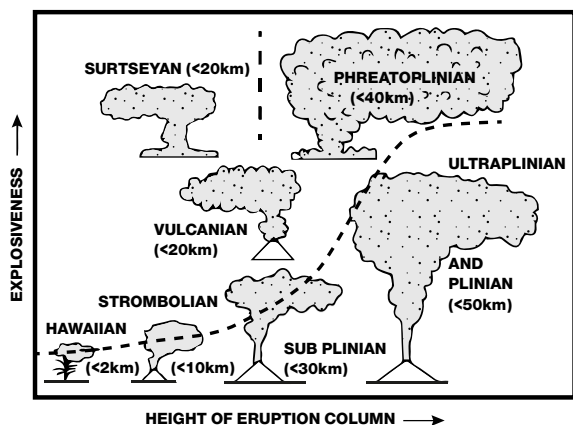 SURTSEYAN (<20km)
PHREATOPLINIAN
(<40km)
ULTRAPLINIAN
VULCANIAN
(<20km)
AND
PLINIAN
(<50km)
STROMBOLIAN
HAWAIIAN
(<2km)
(<10km)
SUB PLINIAN
(<30km)
EXPLOSIVENESS →
HEIGHT OF ERUPTION COLUMN →